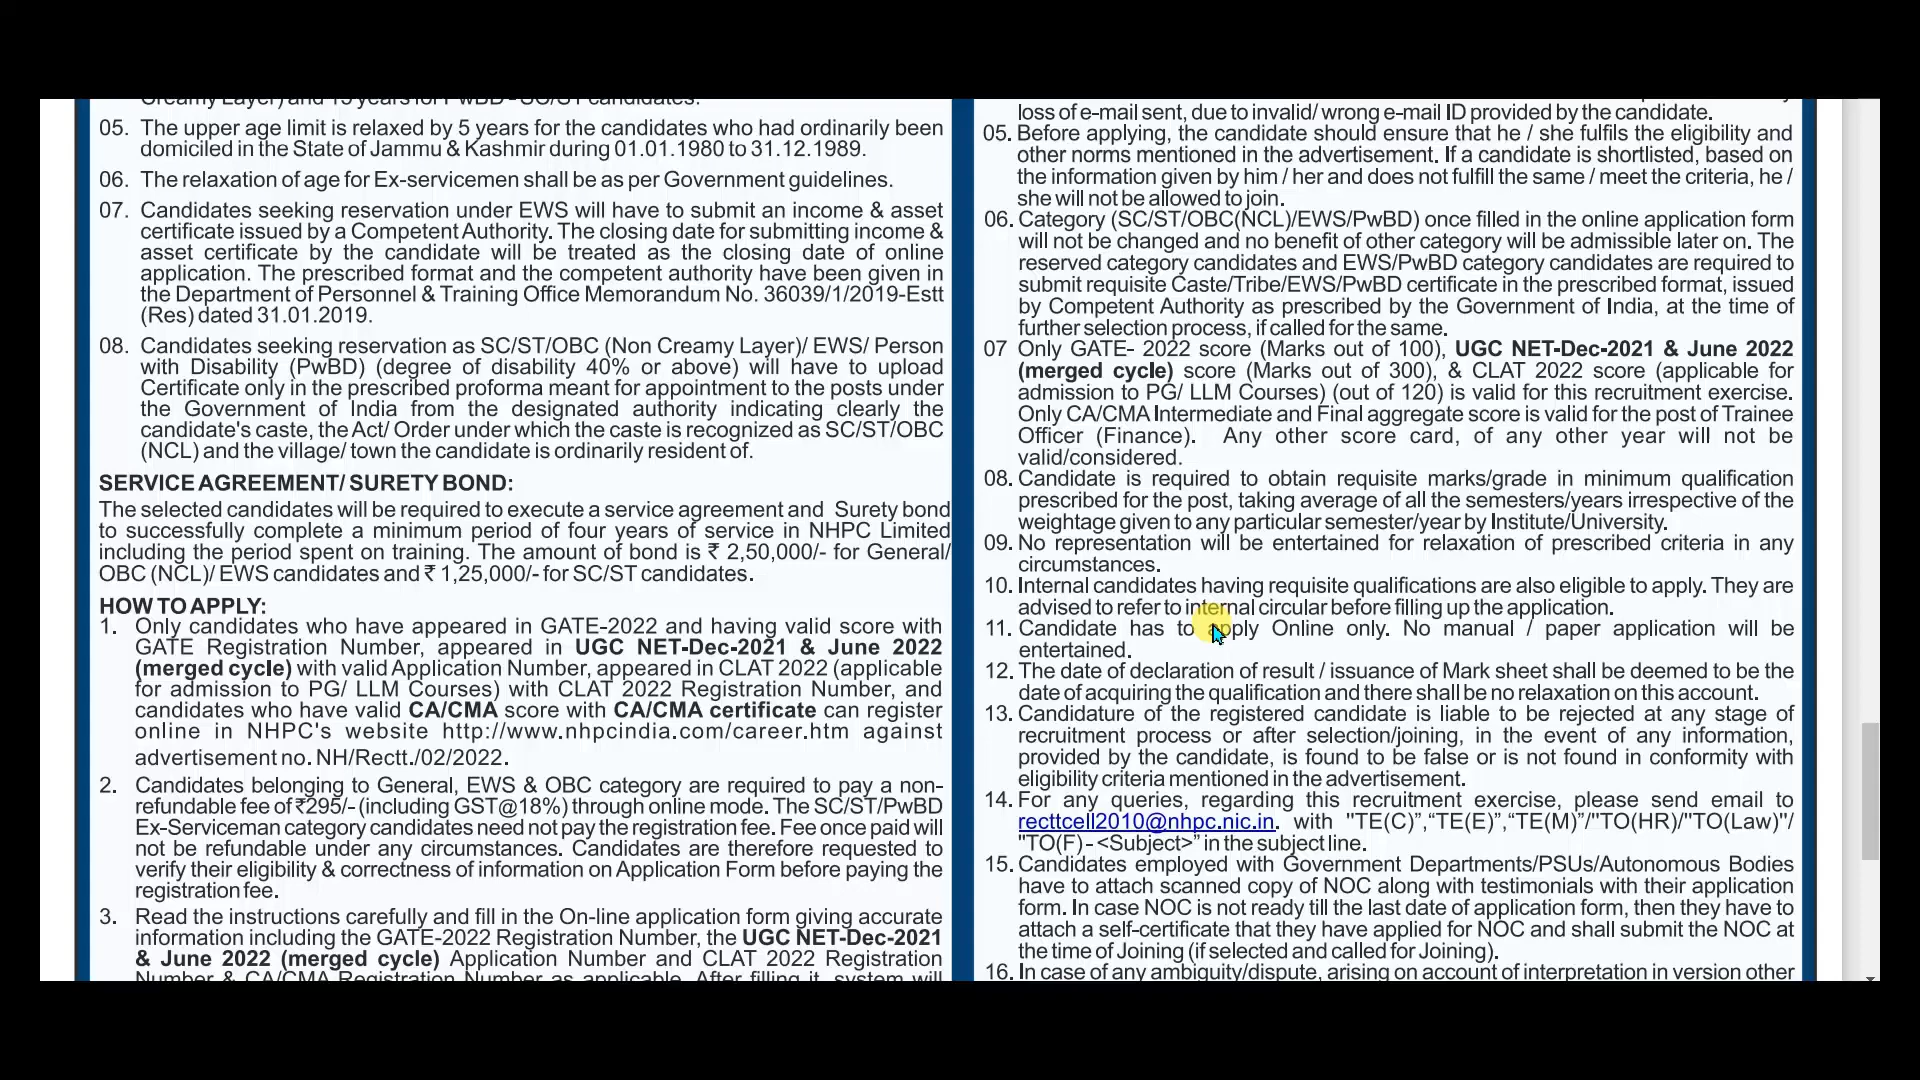 Creamy Layer) and 15 years for PwBD - SC/ST candidates.
05. The upper age limit is relaxed by 5 years for the candidates who had ordinarily been
domiciled in the State of Jammu & Kashmir during 01.01.1980 to 31.12.1989.
06. The relaxation of age for Ex-servicemen shall be as per Government guidelines.
07. Candidates seeking reservation under EWS will have to submit an income & asset
certificate issued by a Competent Authority. The closing date for submitting income &
asset certificate by the candidate will be treated as the closing date of online
application. The prescribed format and the competent authority have been given in
the Department of Personnel & Training Office Memorandum No. 36039/1/2019-Estt
(Res) dated 31.01.2019.
08. Candidates seeking reservation as SC/ST/OBC (Non Creamy Layer)/ EWS/ Person
with Disability (PwBD) (degree of disability 40% or above) will have to upload
Certificate only in the prescribed proforma meant for appointment to the posts under
the Government of India from the designated authority indicating clearly the
candidate's caste, the Act/ Order under which the caste is recognized as SC/ST/OBC
(NCL) and the village/ town the candidate is ordinarily resident of.
SERVICE AGREEMENT/ SURETY BOND:
The selected candidates will be required to execute a service agreement and Surety bond
to successfully complete a minimum period of four years of service in NHPC Limited
including the period spent on training. The amount of bond is ₹ 2,50,000/- for General/
OBC (NCL)/ EWS candidates and ₹ 1,25,000/- for SC/ST candidates.
HOW TO APPLY:
1. Only candidates who have appeared in GATE-2022 and having valid score with
GATE Registration Number, appeared in UGC NET-Dec-2021 & June 2022
(merged cycle) with valid Application Number, appeared in CLAT 2022 (applicable
for admission to PG/ LLM Courses) with CLAT 2022 Registration Number, and
candidates who have valid CA/CMA score with CA/CMA certificate can register
online in NHPC's website http://www.nhpcindia.com/career.htm against
advertisement no. NH/Rectt./02/2022.
2. Candidates belonging to General, EWS & OBC category are required to pay a non-
refundable fee of ₹295/- (including GST@18%) through online mode. The SC/ST/PwBD
Ex-Serviceman category candidates need not pay the registration fee. Fee once paid will
not be refundable under any circumstances. Candidates are therefore requested to
verify their eligibility & correctness of information on Application Form before paying the
registration fee.
3. Read the instructions carefully and fill in the On-line application form giving accurate
information including the GATE-2022 Registration Number, the UGC NET-Dec-2021
& June 2022 (merged cycle) Application Number and CLAT 2022 Registration
Number & CA/CMA Registration Number as applicable. After filling it, system will
loss of e-mail sent, due to invalid/ wrong e-mail ID provided by the candidate.
05. Before applying, the candidate should ensure that he / she fulfils the eligibility and
other norms mentioned in the advertisement. If a candidate is shortlisted, based on
the information given by him / her and does not fulfill the same / meet the criteria, he /
she will not be allowed to join.
06. Category (SC/ST/OBC(NCL)/EWS/PwBD) once filled in the online application form
will not be changed and no benefit of other category will be admissible later on. The
reserved category candidates and EWS/PwBD category candidates are required to
submit requisite Caste/Tribe/EWS/PwBD certificate in the prescribed format, issued
by Competent Authority as prescribed by the Government of India, at the time of
further selection process, if called for the same.
07 Only GATE- 2022 score (Marks out of 100), UGC NET-Dec-2021 & June 2022
(merged cycle) score (Marks out of 300), & CLAT 2022 score (applicable for
admission to PG/ LLM Courses) (out of 120) is valid for this recruitment exercise.
Only CA/CMA Intermediate and Final aggregate score is valid for the post of Trainee
Officer (Finance). Any other score card, of any other year will not be
valid/considered.
08. Candidate is required to obtain requisite marks/grade in minimum qualification
prescribed for the post, taking average of all the semesters/years irrespective of the
weightage given to any particular semester/year by Institute/University.
09. No representation will be entertained for relaxation of prescribed criteria in any
circumstances.
10. Internal candidates having requisite qualifications are also eligible to apply. They are
advised to refer to internal circular before filling up the application.
11. Candidate has to apply Online only. No manual / paper application will be
entertained.
12. The date of declaration of result / issuance of Mark sheet shall be deemed to be the
date of acquiring the qualification and there shall be no relaxation on this account.
13. Candidature of the registered candidate is liable to be rejected at any stage of
recruitment process or after selection/joining, in the event of any information,
provided by the candidate, is found to be false or is not found in conformity with
eligibility criteria mentioned in the advertisement.
14. For any queries, regarding this recruitment exercise, please send email to
recttcell2010@nhpc.nic.in. with "TE(C)",“TE(E)”,“TE(M)”/"TO(HR)/"TO(Law)"/
"TO(F) - <Subject>” in the subject line.
15. Candidates employed with Government Departments/PSUs/Autonomous Bodies
have to attach scanned copy of NOC along with testimonials with their application
form. In case NOC is not ready till the last date of application form, then they have to
attach a self-certificate that they have applied for NOC and shall submit the NOC at
the time of Joining (if selected and called for Joining).
16. In case of any ambiguity/dispute, arising on account of interpretation in version other